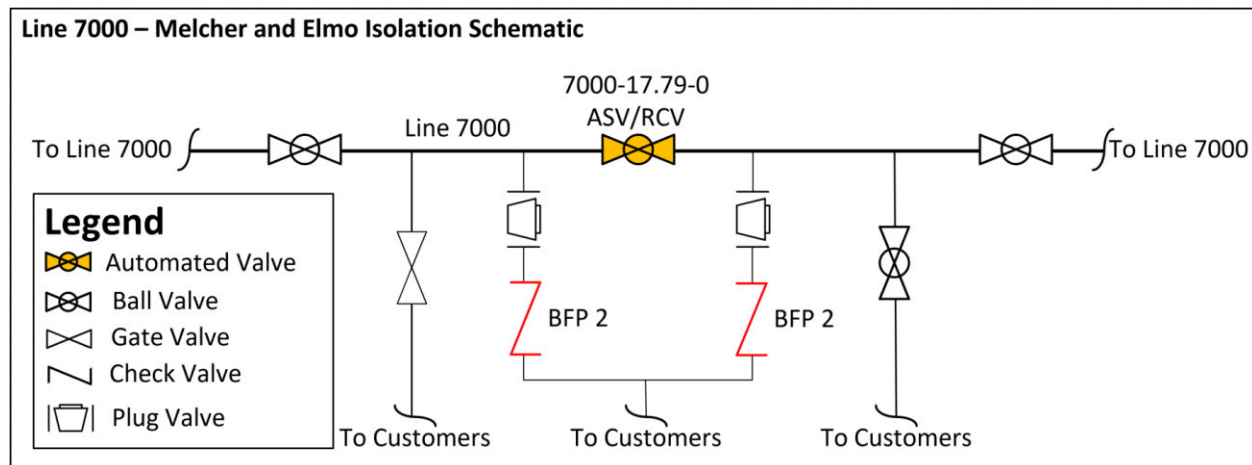 Line 7000 – Melcher and Elmo Isolation Schematic
7000-17.79-0
ASV/RCV
To Line 7000
Line 7000
To Line 7000
Legend
Automated Valve
Ball Valve
Gate Valve
Check Valve
Plug Valve
BFP 2
BFP 2
To Customers
To Customers
To Customers